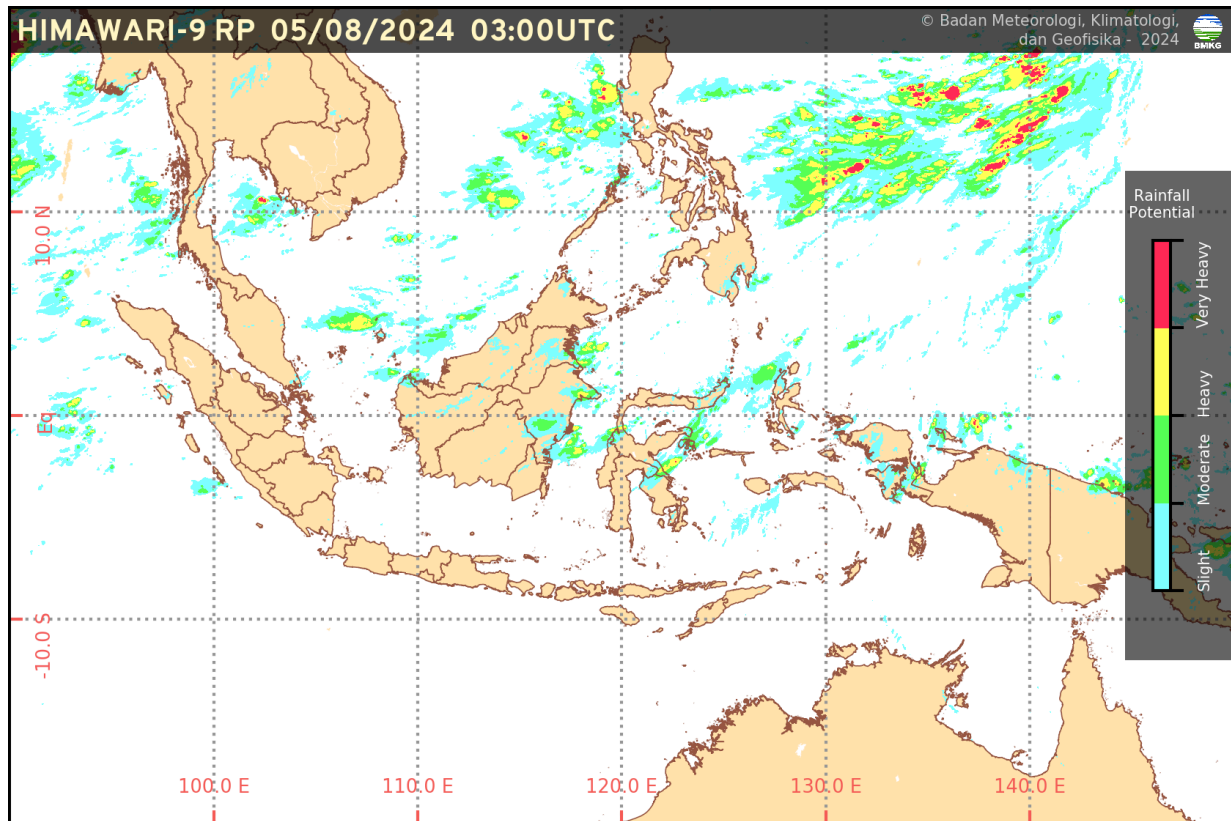 HIMAWARI-9 RP 05/08/2024 03:00UTC
© Badan Meteorologi, Klimatologi,
dan Geofisika - 2024
BMKG
Rainfall
Potential
Very Heavy
Heavy
Moderate
Slight
10.0 N
Eq
-10.0 S
100.0 E
110.0 E
120.0 E
130.0 E
140.0 E